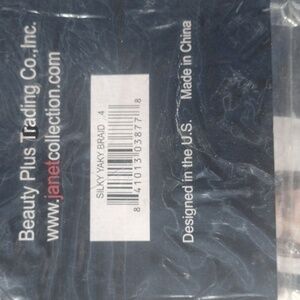 Beauty Plus Trading Co.,Inc.
www.janetcollection.com
SILKY YAKY BRAID :.4
8 41013 03877 8
Designed in the U.S. Made in China